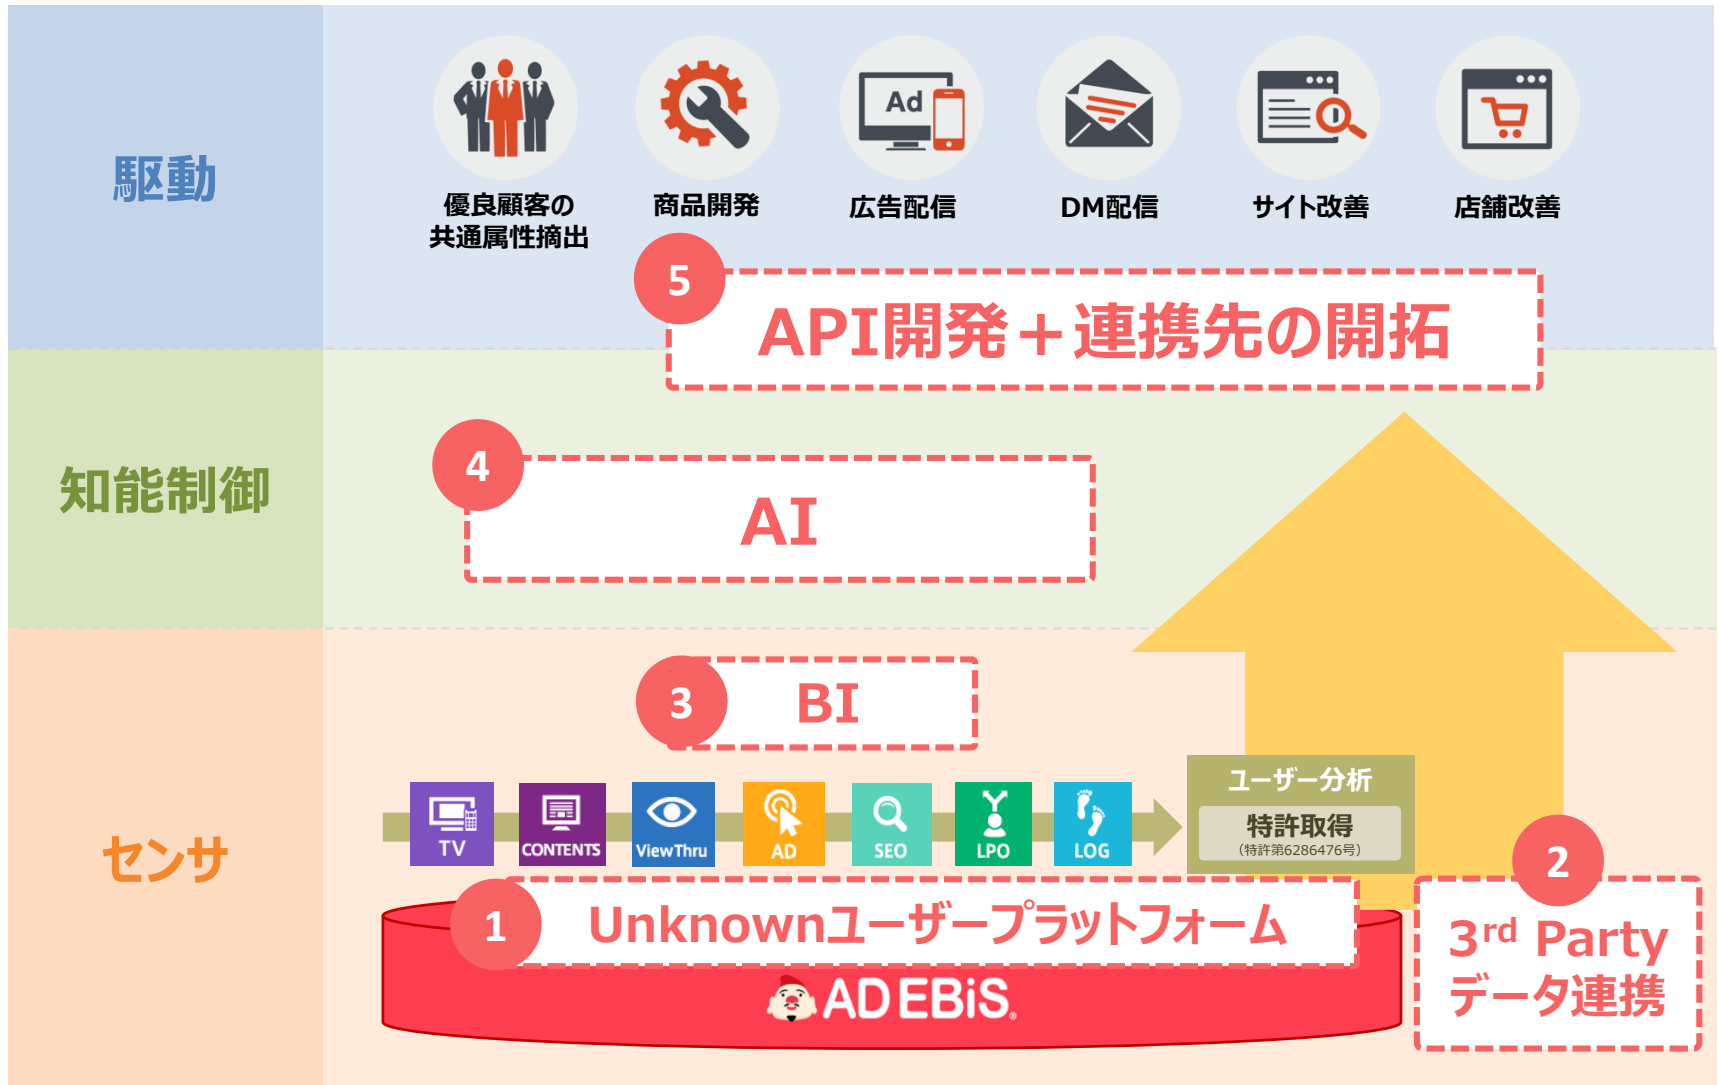 駆動
Ad
優良顧客の
共通属性摘出
商品開発
広告配信
DM配信
サイト改善
店舗改善
5
API開発＋連携先の開拓
知能制御
4
AI
センサ
3
BI
TV
CONTENTS
ViewThru
AD
SEO
LPO
LOG
ユーザー分析
特許取得
（特許第6286476号）
1
Unknownユーザープラットフォーム
AD EBiS®
2
3rd Party
データ連携